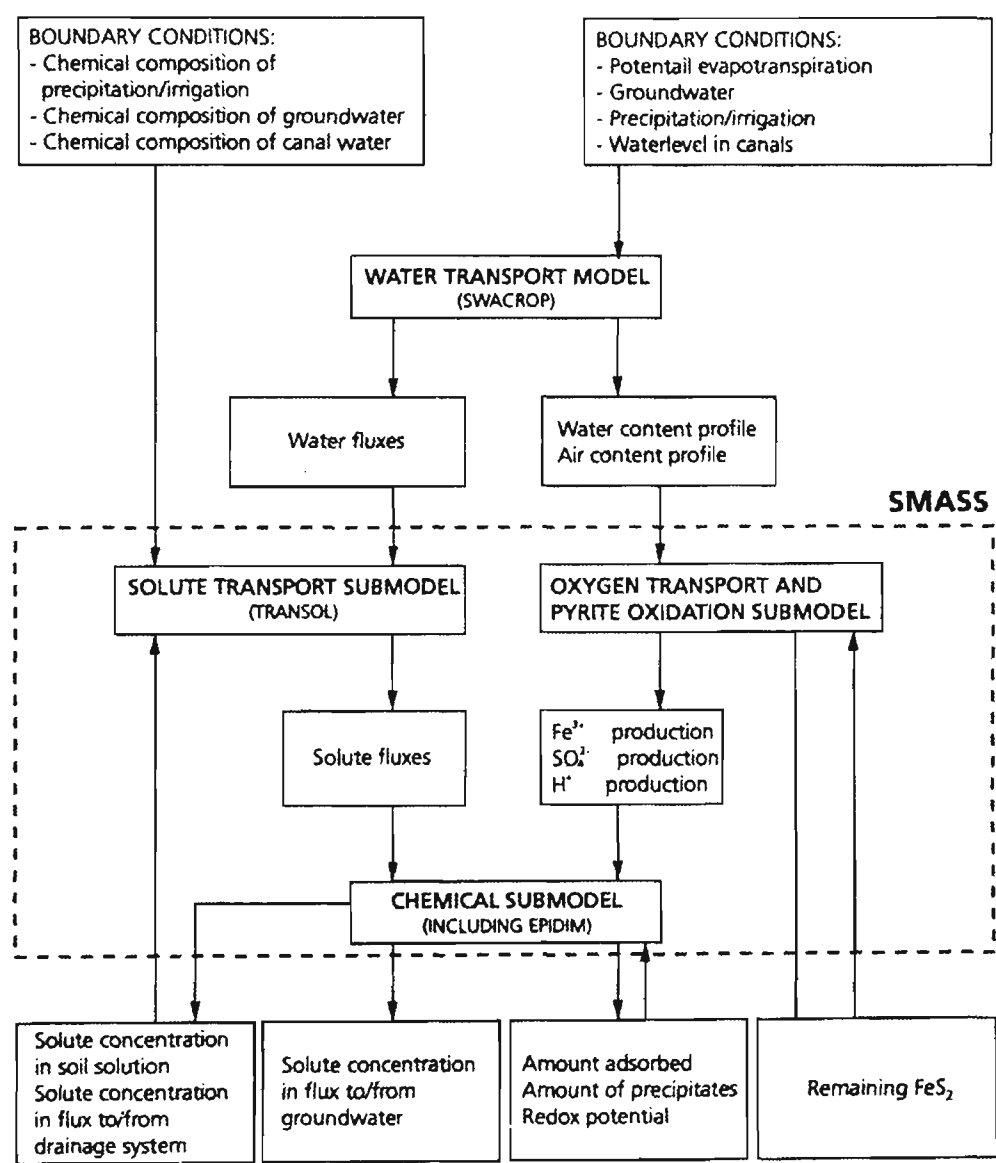 BOUNDARY CONDITIONS:
- Chemical composition of
precipitation/irrigation
- Chemical composition of groundwater
- Chemical composition of canal water
BOUNDARY CONDITIONS:
- Potentail evapotranspiration
- Groundwater
- Precipitation/irrigation
- Waterlevel in canals
WATER TRANSPORT MODEL
(SWACROP)
Water fluxes
Water content profile
Air content profile
SMASS
SOLUTE TRANSPORT SUBMODEL
(TRANSOL)
OXYGEN TRANSPORT AND
PYRITE OXIDATION SUBMODEL
Solute fluxes
Fe³⁺ production
SO₄²⁻ production
H⁺ production
CHEMICAL SUBMODEL
(INCLUDING EPIDIM)
Solute concentration
in soil solution
Solute concentration
in flux to/from
drainage system
Solute concentration
in flux to/from
groundwater
Amount adsorbed
Amount of precipitates
Redox potential
Remaining FeS₂